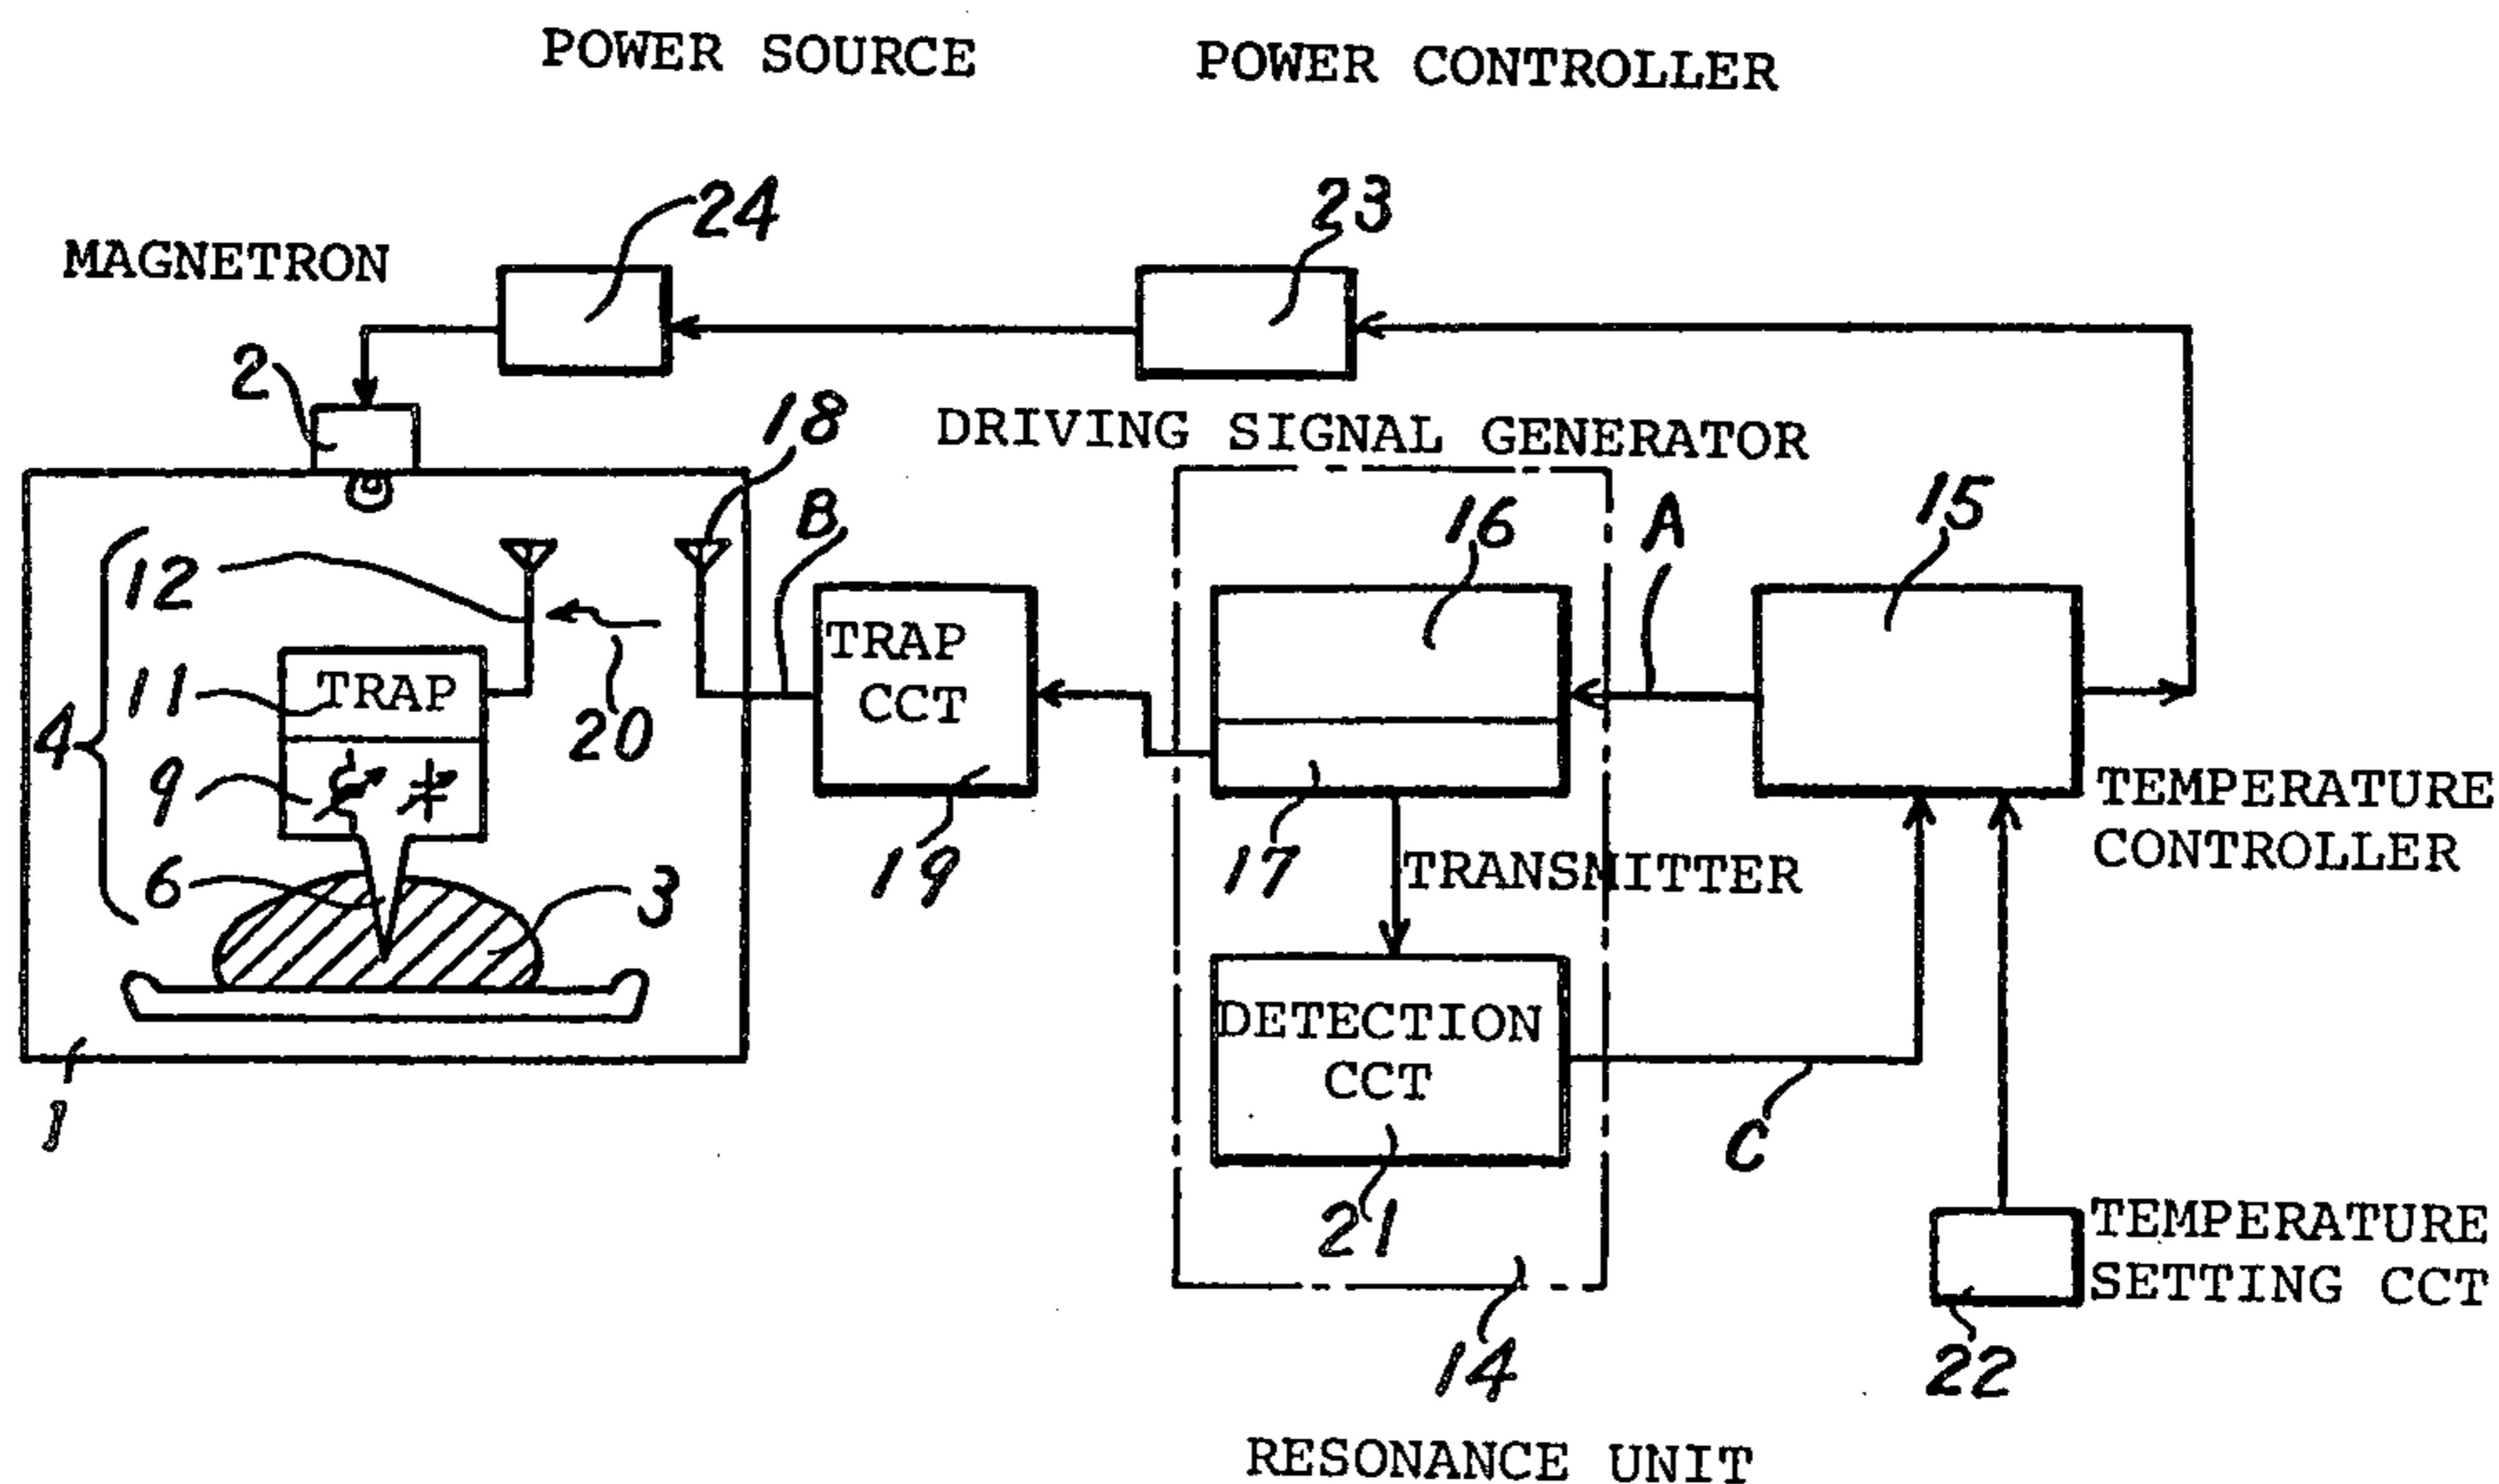 POWER SOURCE
POWER CONTROLLER
24
23
MAGNETRON
2
18
DRIVING SIGNAL GENERATOR
B
16
A
15
12
TRAP
CCT
11
TRAP
4
20
9
TEMPERATURE
CONTROLLER
6
3
19
17
TRANSMITTER
DETECTION
CCT
1
C
21
TEMPERATURE
SETTING CCT
14
22
RESONANCE UNIT